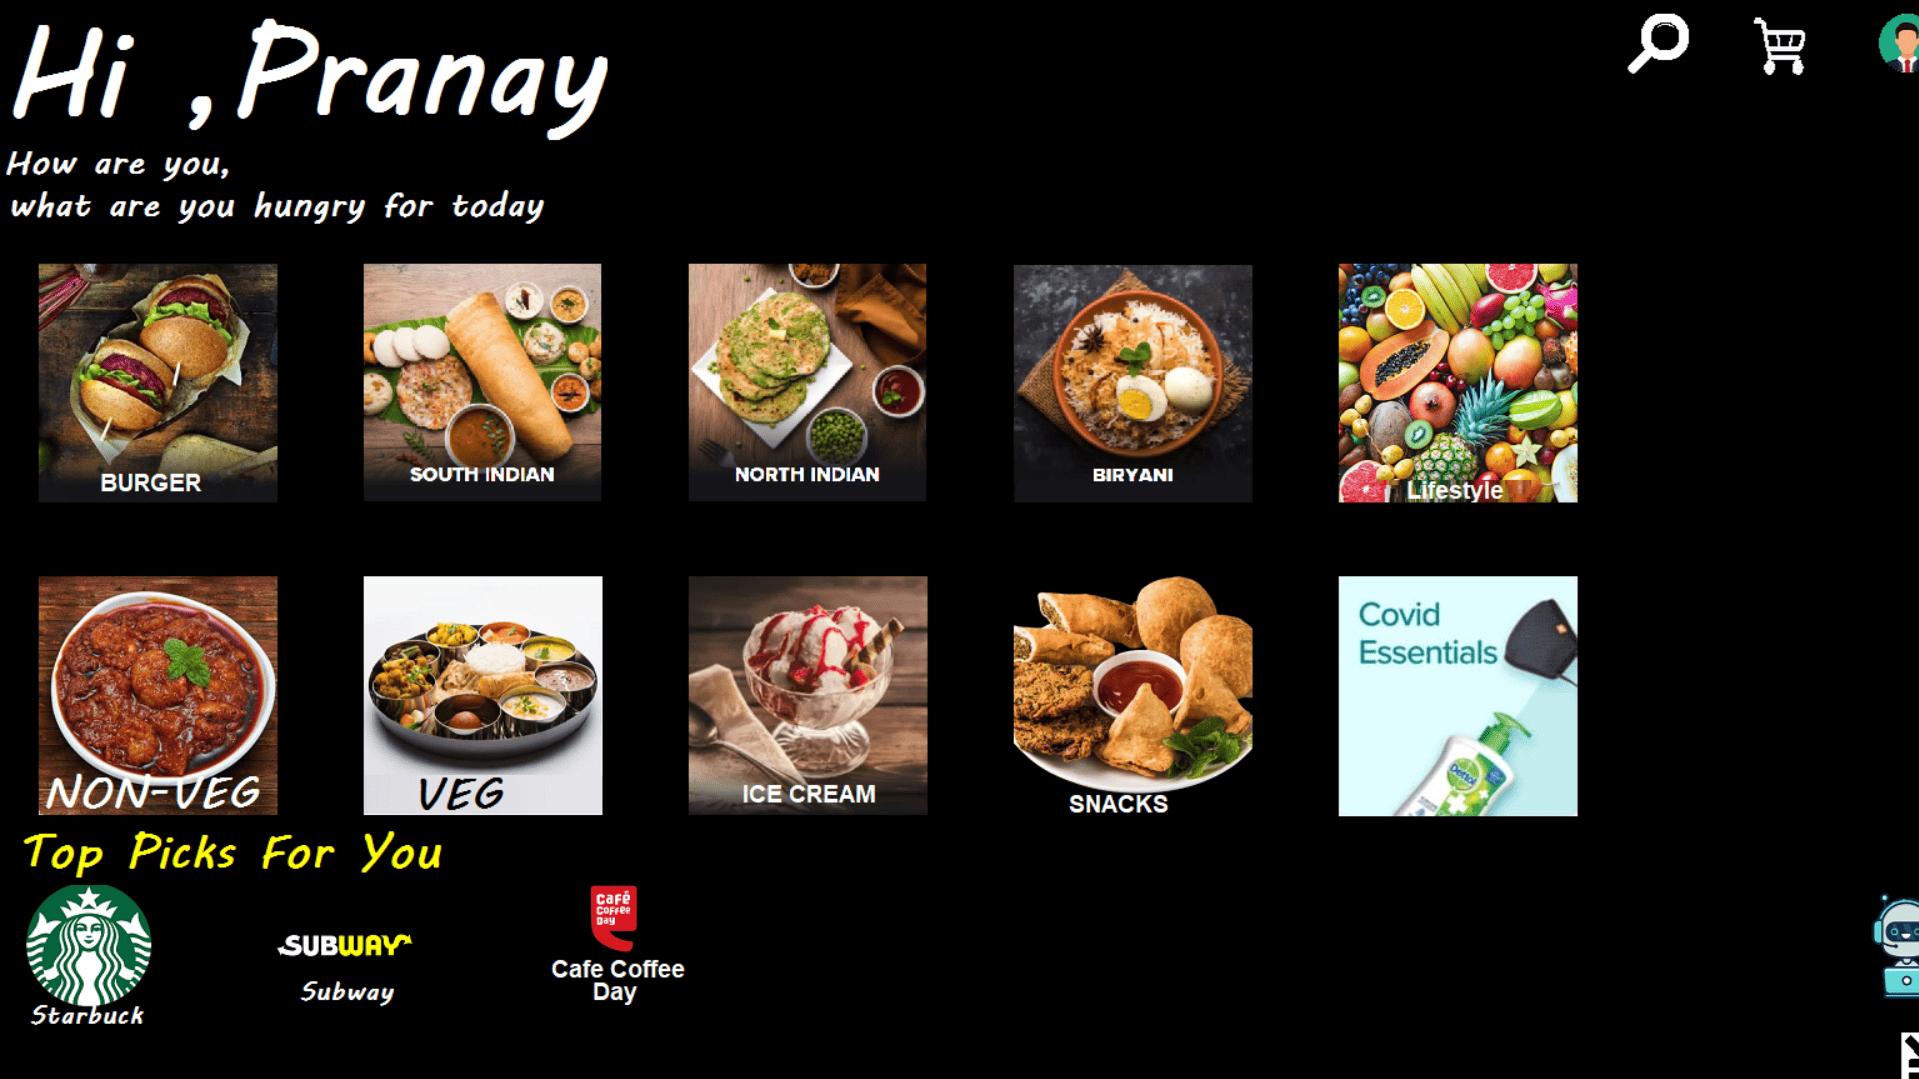 Hi ,Pranay
How are you,
what are you hungry for today
BURGER
SOUTH INDIAN
NORTH INDIAN
BIRYANI
Lifestyle
NON-VEG
VEG
ICE CREAM
SNACKS
Covid
Essentials
Dettol
Top Picks For You
SUBWAY
Café
Coffee
Day
Starbuck
Subway
Cafe Coffee
Day